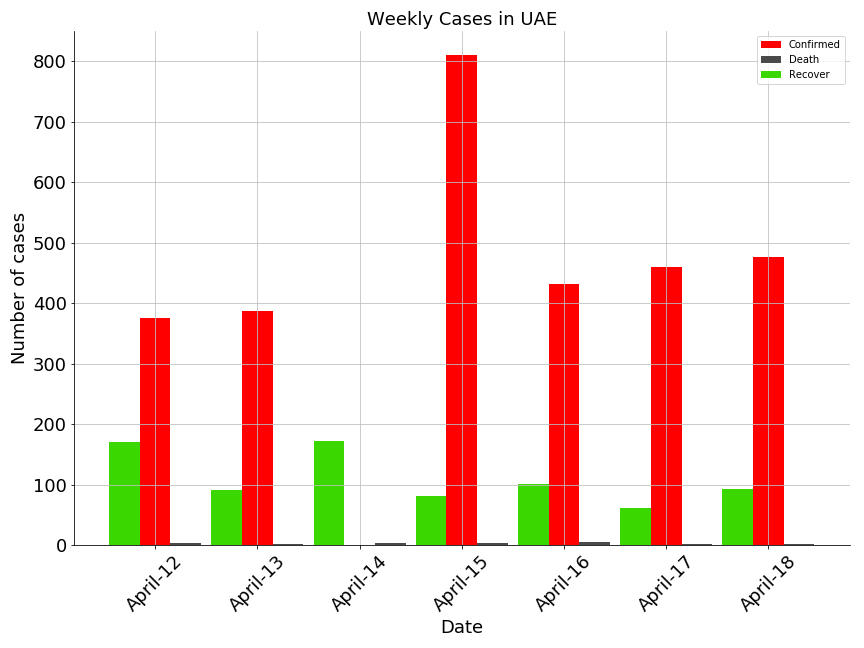 Weekly Cases in UAE
Confirmed
Death
Recover
Number of cases
800
700
600
500
400
300
200
100
0
April-12
April-13
April-14
April-15
April-16
April-17
April-18
Date